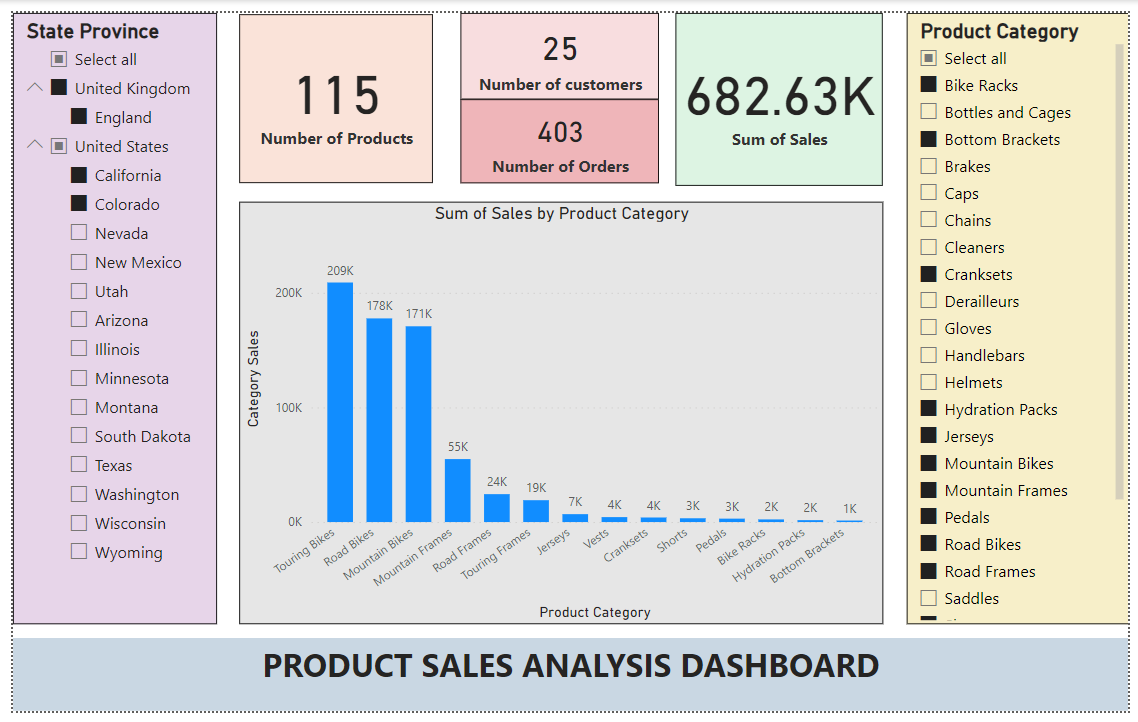 State Province
Select all
United Kingdom
England
United States
California
Colorado
Nevada
New Mexico
Utah
Arizona
Illinois
Minnesota
Montana
South Dakota
Texas
Washington
Wisconsin
Wyoming
115
Number of Products
25
Number of customers
403
Number of Orders
682.63K
Sum of Sales
Sum of Sales by Product Category
Category Sales
200K
100K
0K
209K
178K
171K
55K
24K
19K
7K
4K
4K
3K
3K
2K
2K
1K
Touring Bikes
Road Bikes
Mountain Bikes
Mountain Frames
Road Frames
Touring Frames
Jerseys
Vests
Cranksets
Shorts
Pedals
Bike Racks
Hydration Packs
Bottom Brackets
Product Category
Product Category
Select all
Bike Racks
Bottles and Cages
Bottom Brackets
Brakes
Caps
Chains
Cleaners
Cranksets
Derailleurs
Gloves
Handlebars
Helmets
Hydration Packs
Jerseys
Mountain Bikes
Mountain Frames
Pedals
Road Bikes
Road Frames
Saddles
PRODUCT SALES ANALYSIS DASHBOARD